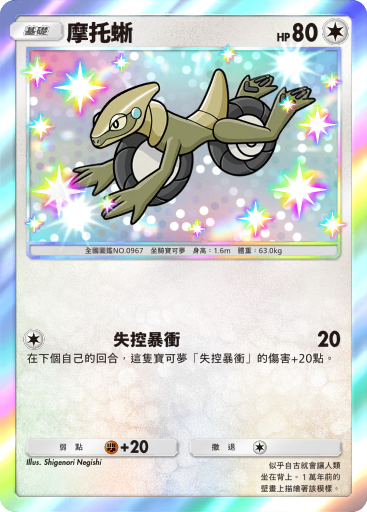 基礎 摩托蜥 HP 80
全國圖鑑NO.0967 坐騎寶可夢 身高：1.6m 體重：63.0kg
失控暴衝 20
在下個自己的回合，這隻寶可夢「失控暴衝」的傷害+20點。
弱點 +20 撤退
Illus. Shigenori Negishi
似乎自古就會讓人類
坐在背上。1萬年前的
壁畫上描繪著該模樣。